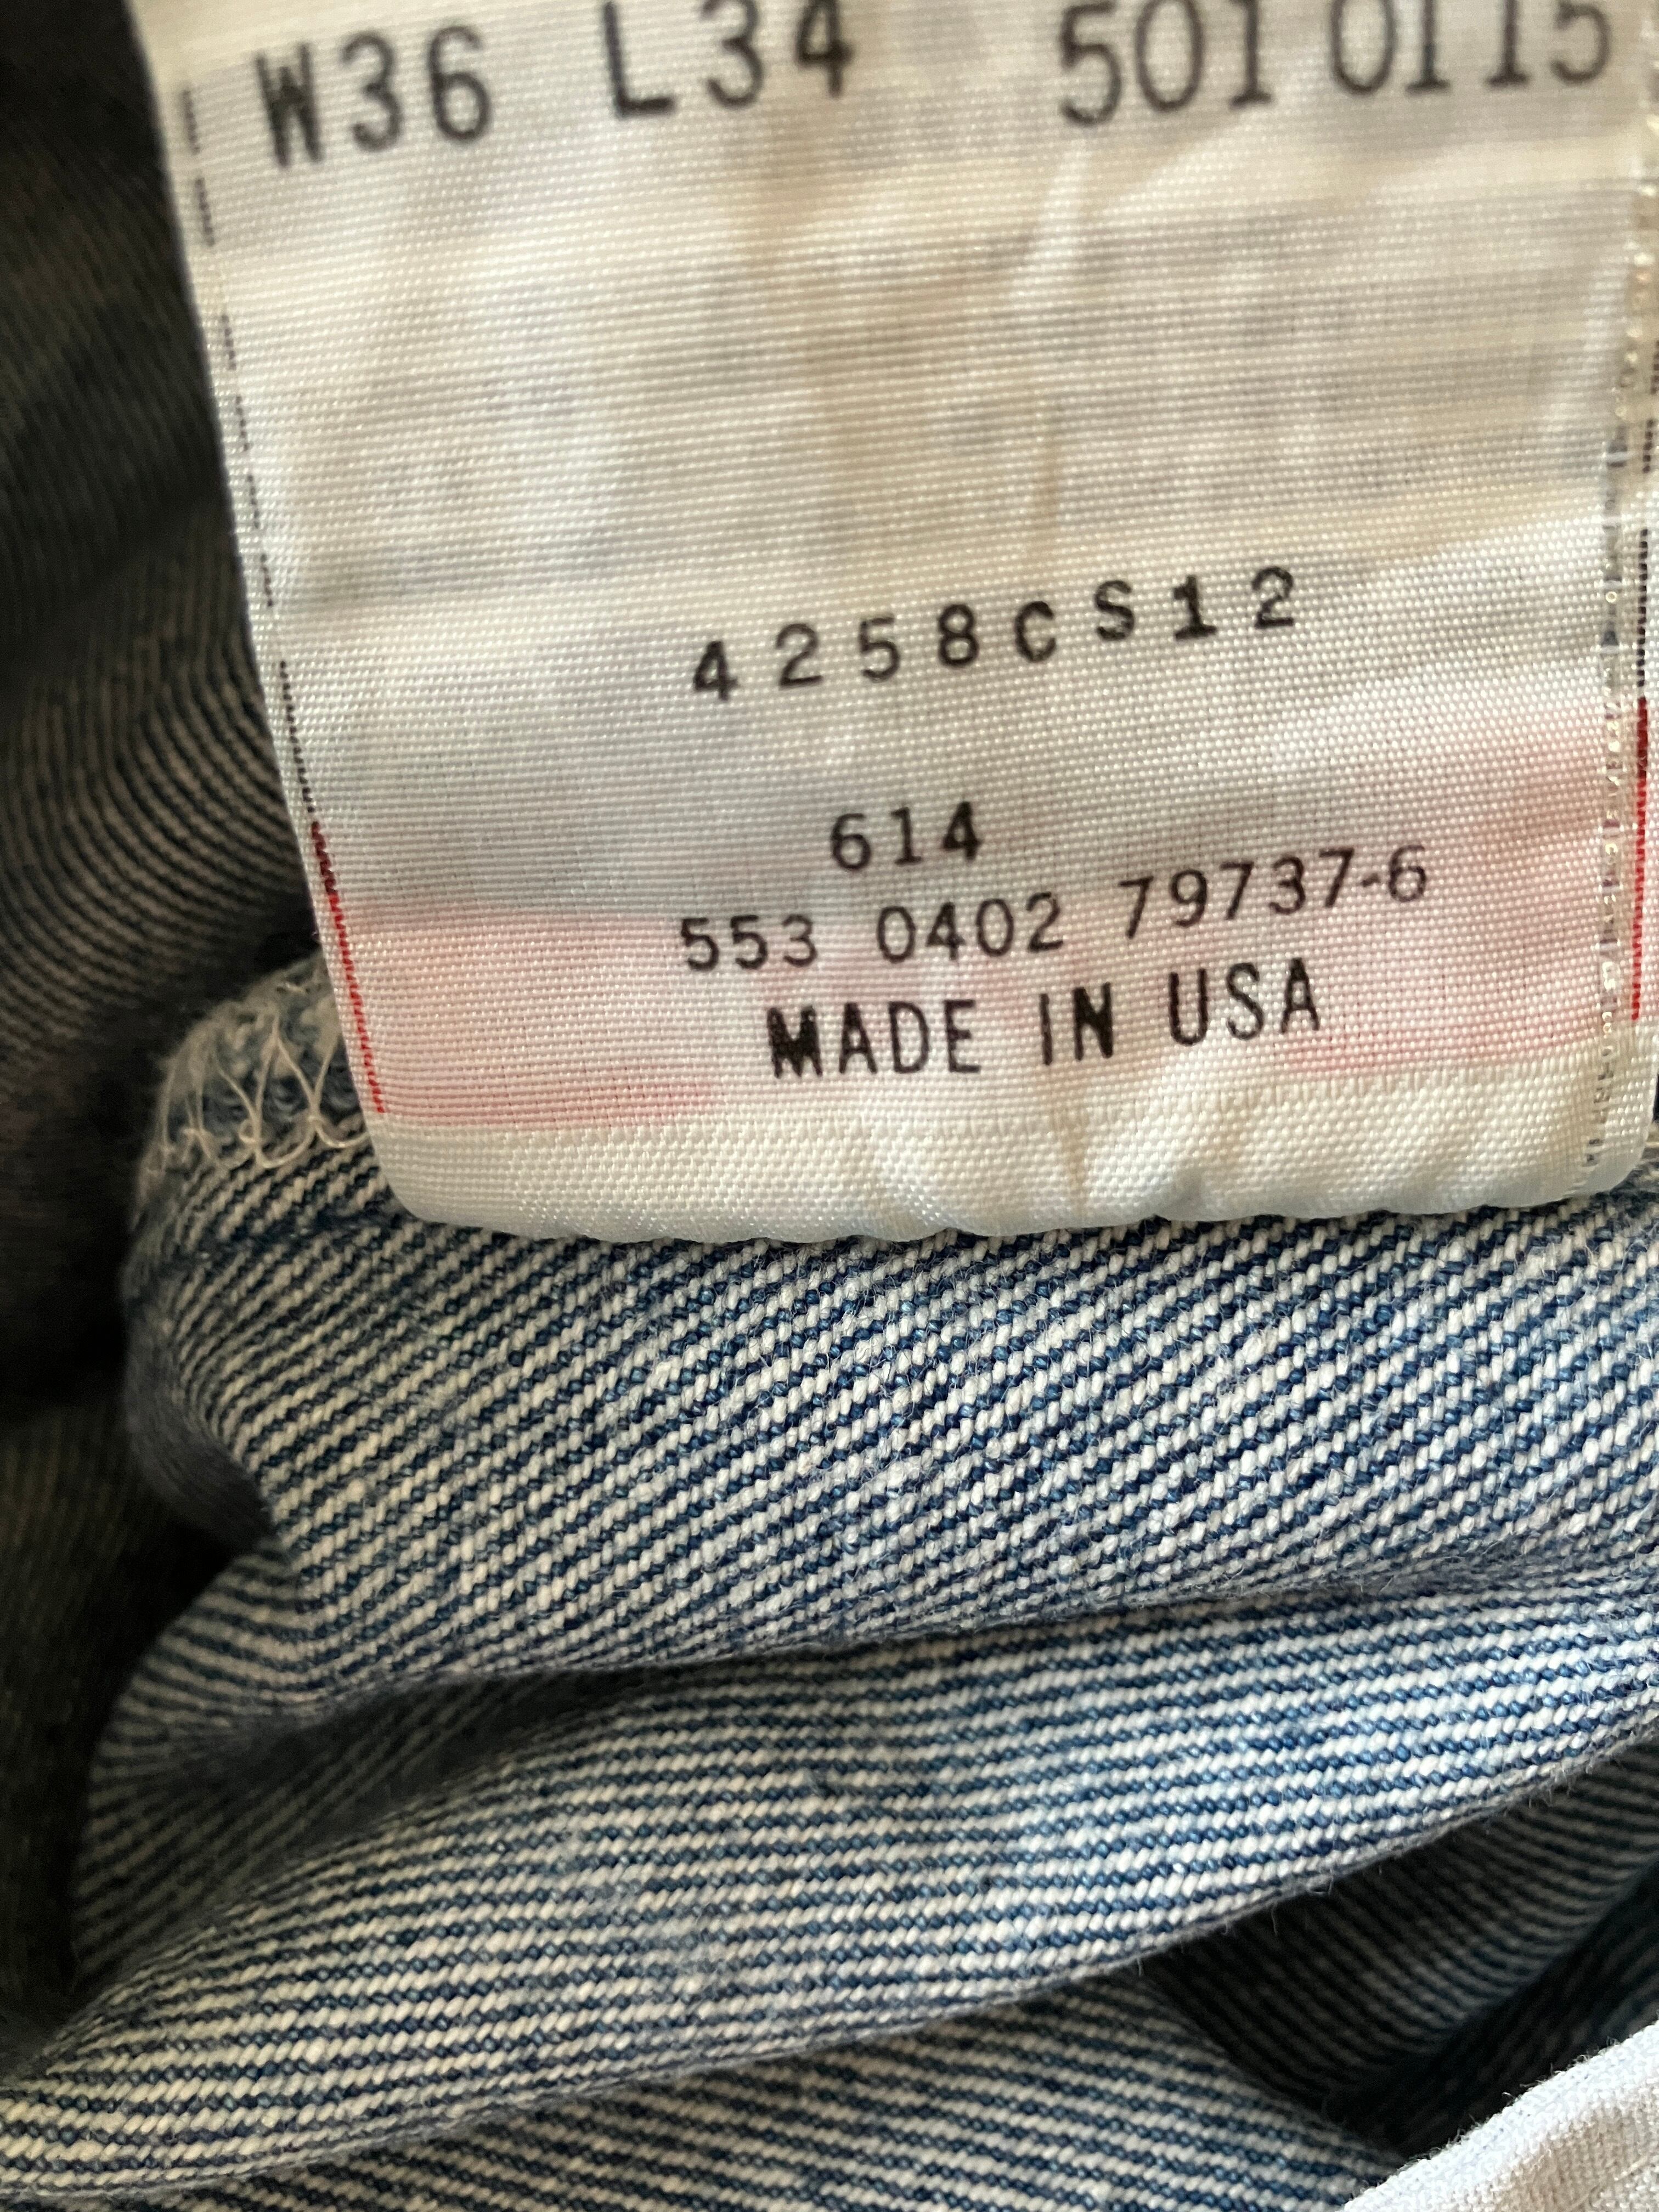 W36 L34 501 0115
4258CS12
614
553 0402 79737-6
MADE IN USA